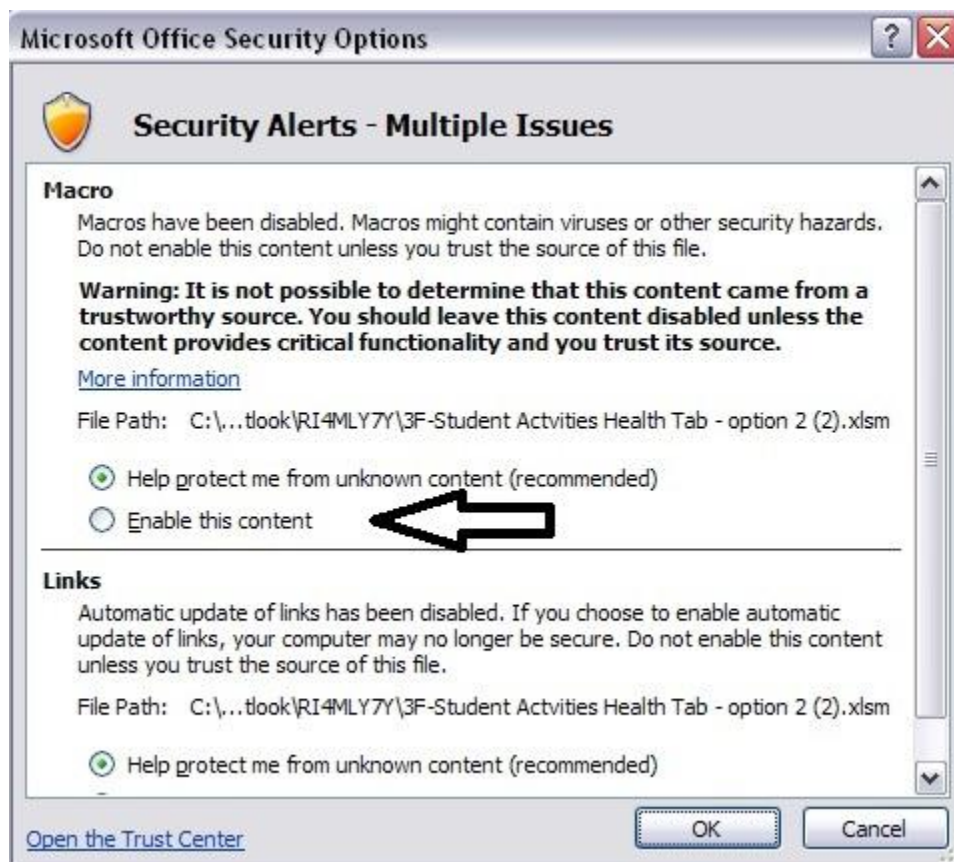 Microsoft Office Security Options
Security Alerts - Multiple Issues
Macro
Macros have been disabled. Macros might contain viruses or other security hazards.
Do not enable this content unless you trust the source of this file.
Warning: It is not possible to determine that this content came from a
trustworthy source. You should leave this content disabled unless the
content provides critical functionality and you trust its source.
More information
File Path: C:\...tlook\RI4MLY7Y\3F-Student Actvities Health Tab - option 2 (2).xlsm
Help protect me from unknown content (recommended)
Enable this content
Links
Automatic update of links has been disabled. If you choose to enable automatic
update of links, your computer may no longer be secure. Do not enable this content
unless you trust the source of this file.
File Path: C:\...tlook\RI4MLY7Y\3F-Student Actvities Health Tab - option 2 (2).xlsm
Help protect me from unknown content (recommended)
Open the Trust Center
OK
Cancel